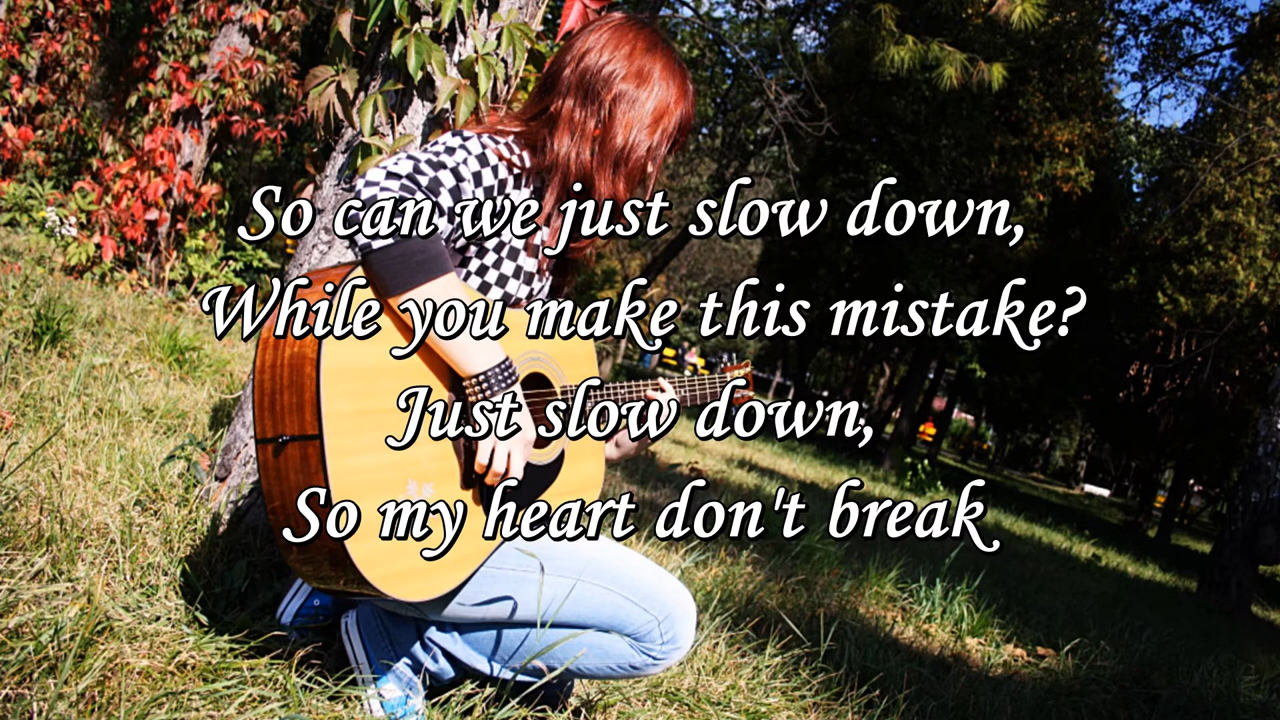 So can we just slow down,
While you make this mistake?
Just slow down,
So my heart don't break